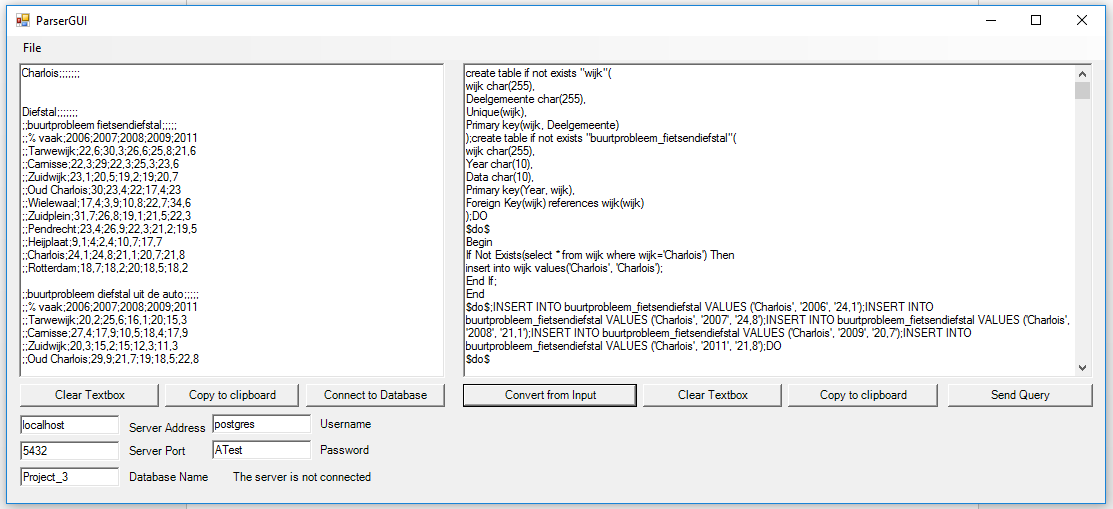 ParserGUI
File
Charlois;;;;;;;
Diefstal;;;;;;;
;;buurtprobleem fietsendiefstal;;;;;
;;% vaak;2006;2007;2008;2009;2011
;;Tarwewijk;22,6;30,3;26,6;25,8;21,6
;;Carnisse;22,3;29;22,3;25,3;23,6
;;Zuidwijk;23,1;20,5;19,2;19;20,7
;;Oud Charlois;30;23,4;22;17,4;23
;;Wielewaal;17,4;3,9;10,8;22,7;34,6
;;Zuidplein;31,7;26,8;19,1;21,5;22,3
;;Pendrecht;23,4;26,9;22,3;21,2;19,5
;;Heijplaat;9,1;4;2,4;10,7;17,7
;;Charlois;24,1;24,8;21,1;20,7;21,8
;;Rotterdam;18,7;18,2;20;18,5;18,2
;;buurtprobleem diefstal uit de auto;;;;;
;;% vaak;2006;2007;2008;2009;2011
;;Tarwewijk;20,2;25,6;16,1;20;15,3
;;Carnisse;27,4;17,9;10,5;18,4;17,9
;;Zuidwijk;20,3;15,2;15;12,3;11,3
;;Oud Charlois;29,9;21,7;19;18,5;22,8
create table if not exists "wijk"(
wijk char(255),
Deelgemeente char(255),
Unique(wijk),
Primary key(wijk, Deelgemeente)
);create table if not exists "buurtprobleem_fietsendiefstal"(
wijk char(255),
Year char(10),
Data char(10),
Primary key(Year, wijk),
Foreign Key(wijk) references wijk(wijk)
);DO
$do$
Begin
If Not Exists(select * from wijk where wijk='Charlois') Then
insert into wijk values('Charlois', 'Charlois');
End If;
End
$do$;INSERT INTO buurtprobleem_fietsendiefstal VALUES ('Charlois', '2006', '24,1');INSERT INTO
buurtprobleem_fietsendiefstal VALUES ('Charlois', '2007', '24,8');INSERT INTO buurtprobleem_fietsendiefstal VALUES ('Charlois',
'2008', '21,1');INSERT INTO buurtprobleem_fietsendiefstal VALUES ('Charlois', '2009', '20,7');INSERT INTO
buurtprobleem_fietsendiefstal VALUES ('Charlois', '2011', '21,8');DO
$do$
Clear Textbox
Copy to clipboard
Connect to Database
Convert from Input
Clear Textbox
Copy to clipboard
Send Query
localhost
Server Address
postgres
Username
5432
Server Port
ATest
Password
Project_3
Database Name
The server is not connected